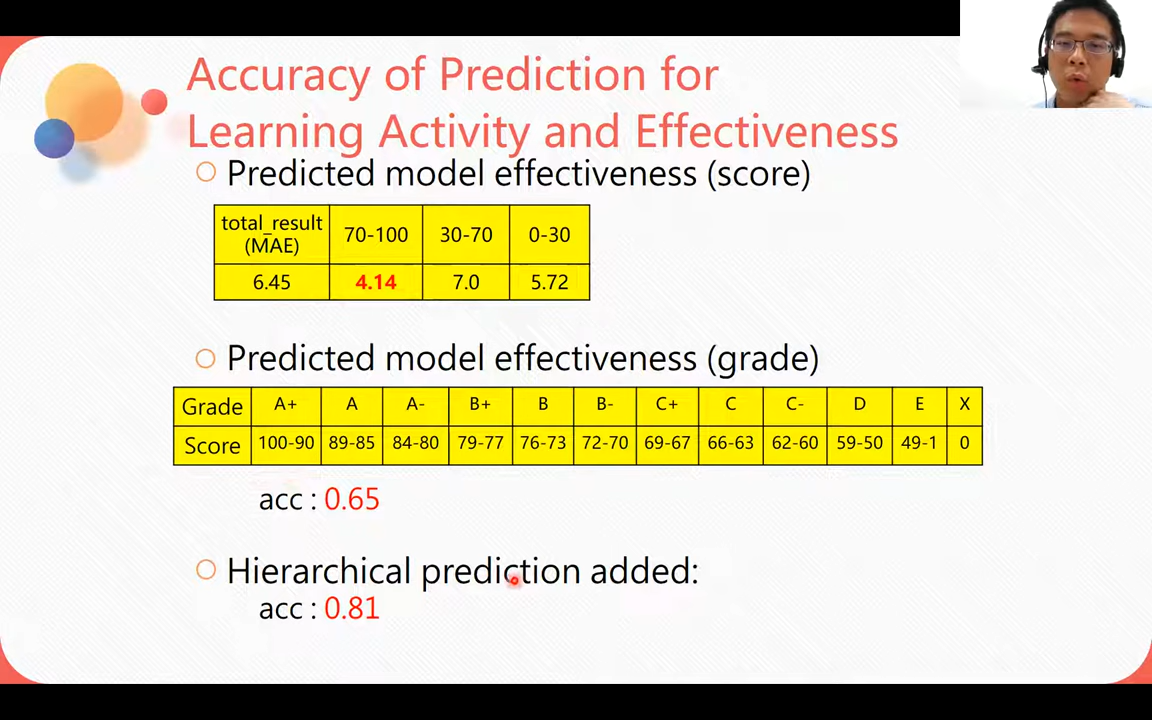 Accuracy of Prediction for
Learning Activity and Effectiveness
Predicted model effectiveness (score)
total_result (MAE) 70-100 30-70 0-30
6.45 4.14 7.0 5.72
Predicted model effectiveness (grade)
Grade A+ A A- B+ B B- C+ C C- D E X
Score 100-90 89-85 84-80 79-77 76-73 72-70 69-67 66-63 62-60 59-50 49-1 0
acc : 0.65
Hierarchical prediction added:
acc : 0.81